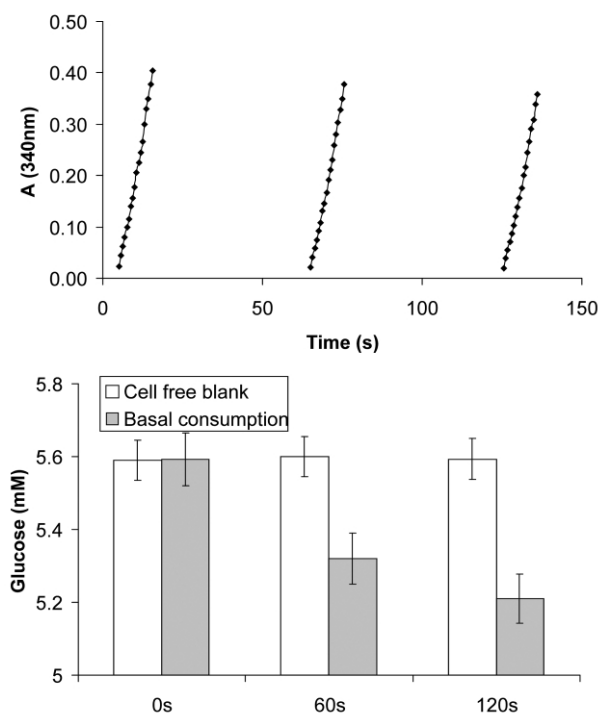 0.50
0.40
0.30
0.20
0.10
0.00
A (340nm)
0 50 100 150
Time (s)
5.8
5.6
5.4
5.2
5
Glucose (mM)
Cell free blank
Basal consumption
0s 60s 120s